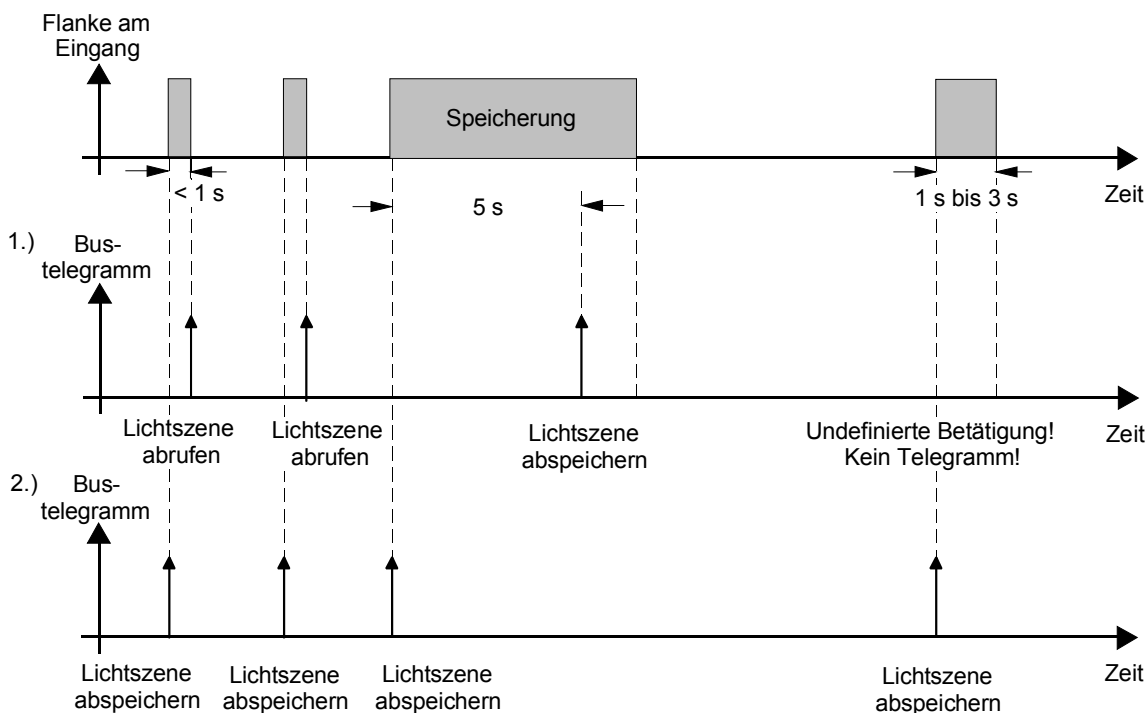 Flanke am
Eingang
Speicherung
< 1 s
5 s
1 s bis 3 s
Zeit
1.) Bus-
telegramm
Lichtszene
abrufen
Lichtszene
abrufen
Lichtszene
abspeichern
Undefinierte Betätigung!
Kein Telegramm!
Zeit
2.) Bus-
telegramm
Lichtszene
abspeichern
Lichtszene
abspeichern
Lichtszene
abspeichern
Lichtszene
abspeichern
Zeit